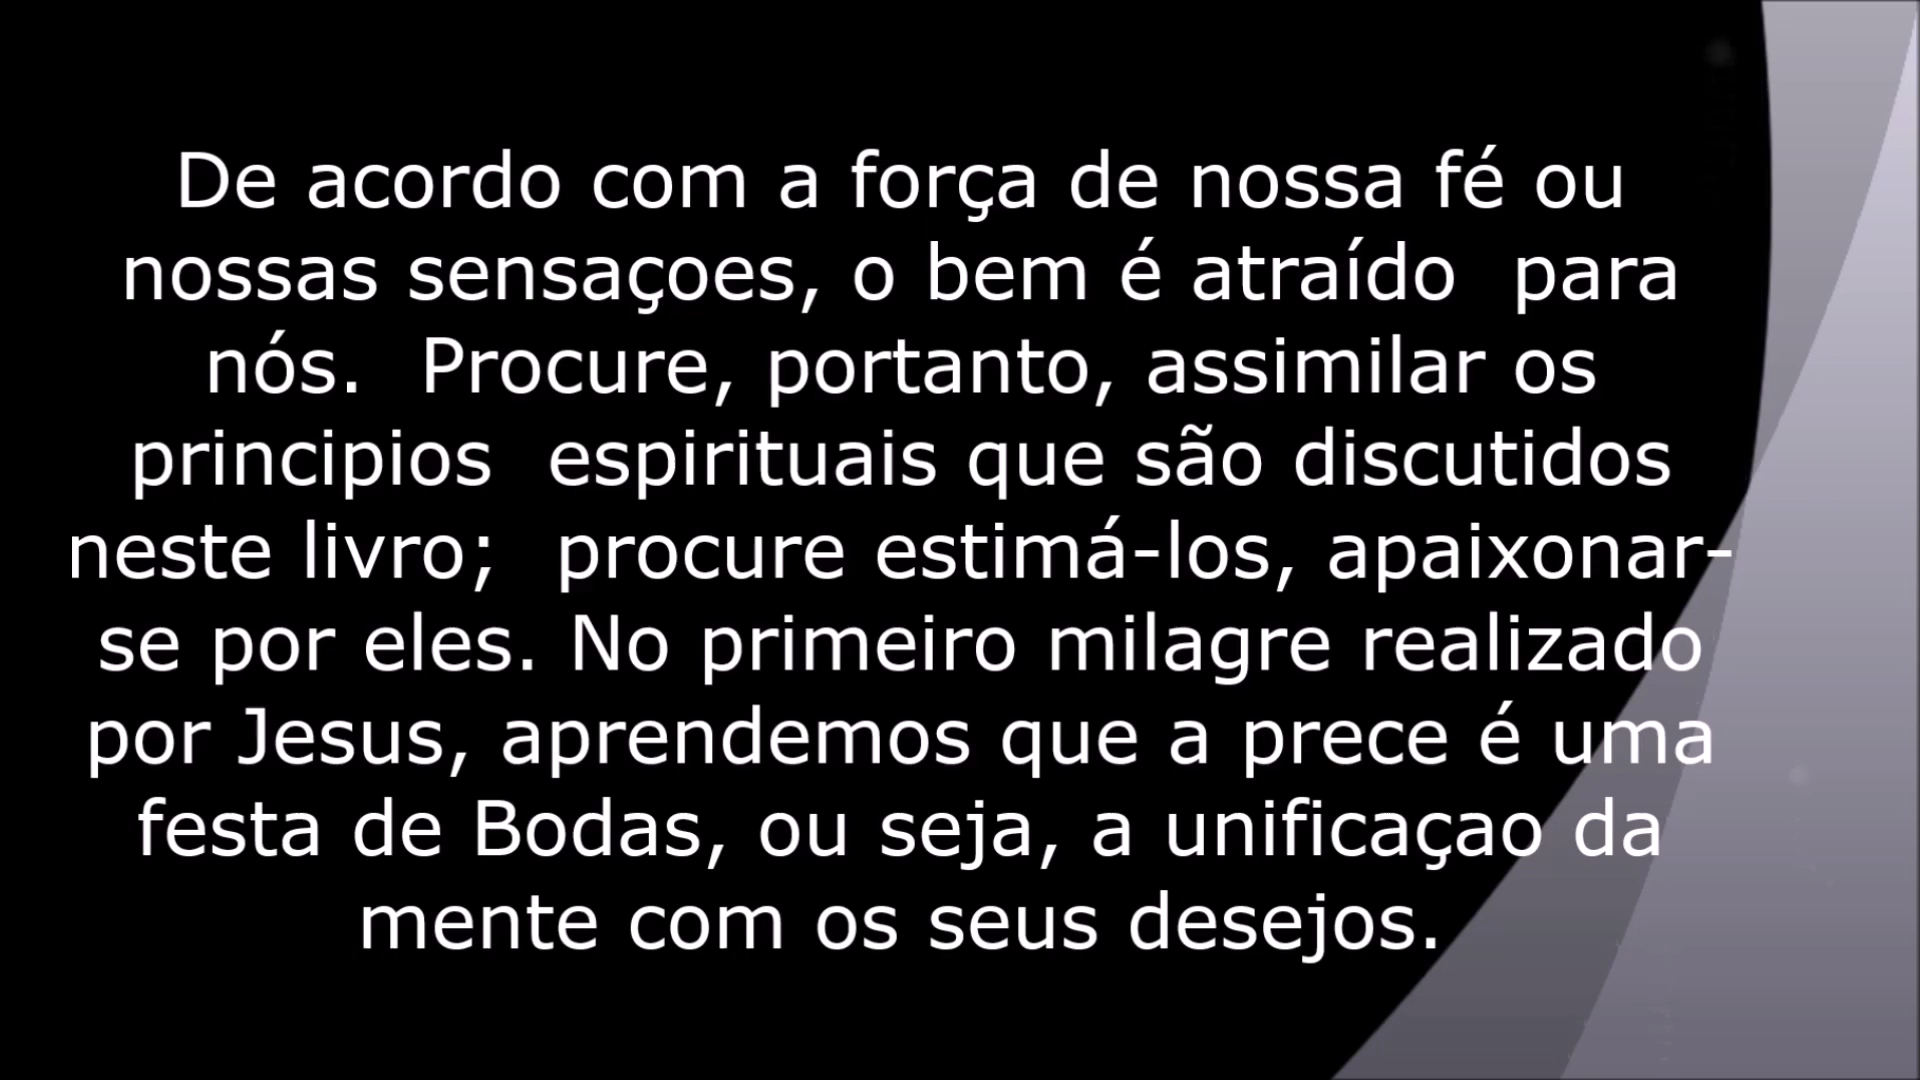 De acordo com a força de nossa fé ou
nossas sensaçoes, o bem é atraído  para
nós.  Procure, portanto, assimilar os
principios  espirituais que são discutidos
neste livro;  procure estimá-los, apaixonar-
se por eles. No primeiro milagre realizado
por Jesus, aprendemos que a prece é uma
festa de Bodas, ou seja, a unificaçao da
mente com os seus desejos.